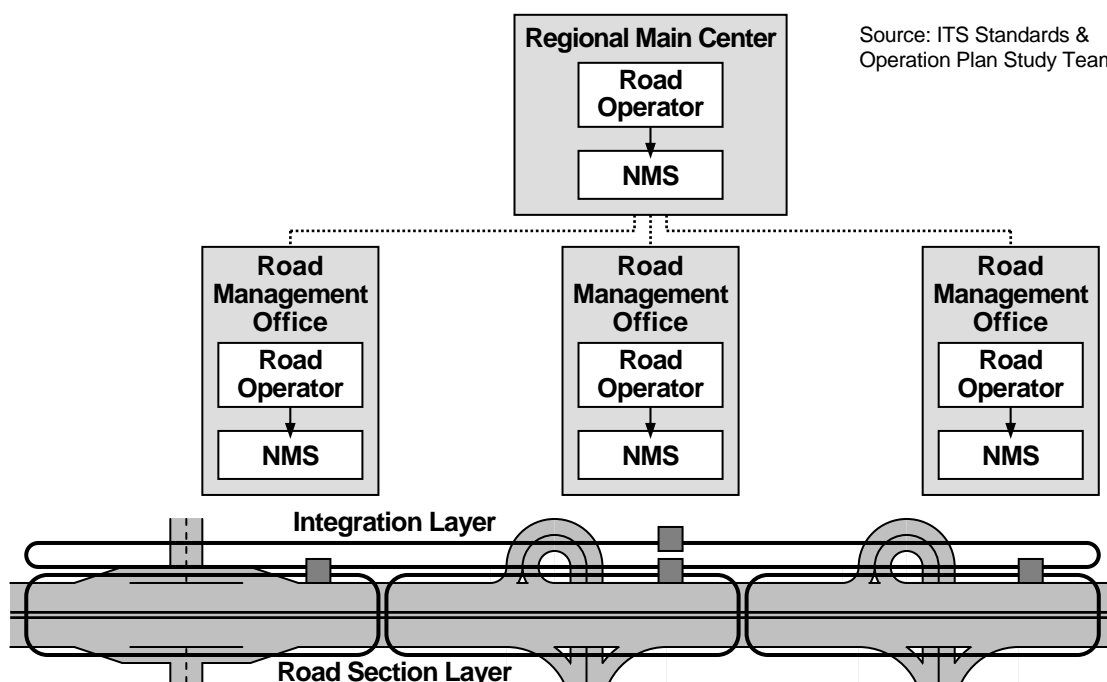 Regional Main Center
Road
Operator
NMS
Source: ITS Standards &
Operation Plan Study Team
Road
Management
Office
Road
Operator
NMS
Road
Management
Office
Road
Operator
NMS
Road
Management
Office
Road
Operator
NMS
Integration Layer
Road Section Layer